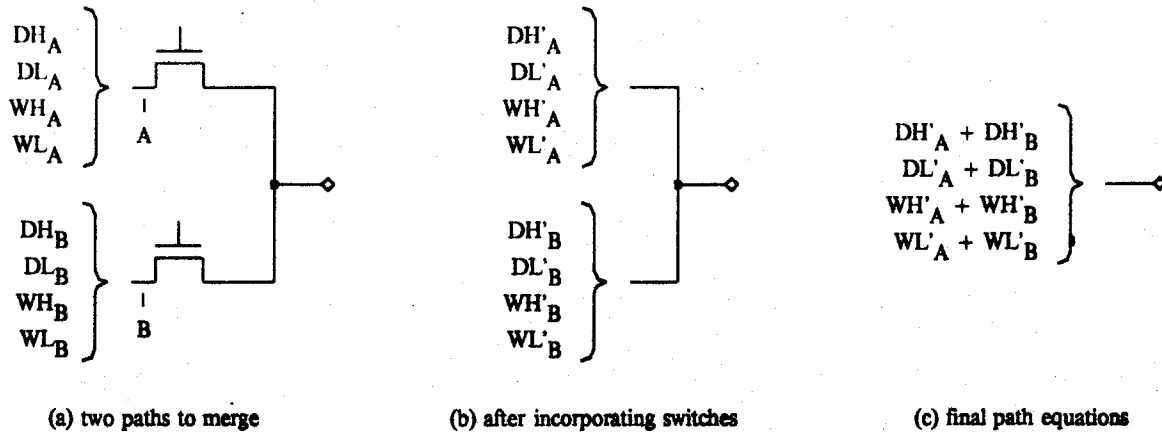 DH_A
DL_A
WH_A
WL_A
A
DH_B
DL_B
WH_B
WL_B
B
(a) two paths to merge
DH'_A
DL'_A
WH'_A
WL'_A
DH'_B
DL'_B
WH'_B
WL'_B
(b) after incorporating switches
DH'_A + DH'_B
DL'_A + DL'_B
WH'_A + WH'_B
WL'_A + WL'_B
(c) final path equations